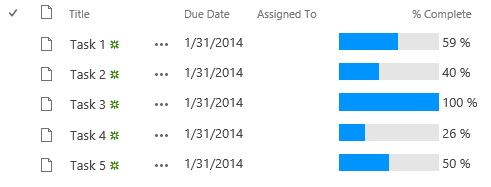 Title Due Date Assigned To % Complete
Task 1 ... 1/31/2014 59 %
Task 2 ... 1/31/2014 40 %
Task 3 ... 1/31/2014 100 %
Task 4 ... 1/31/2014 26 %
Task 5 ... 1/31/2014 50 %